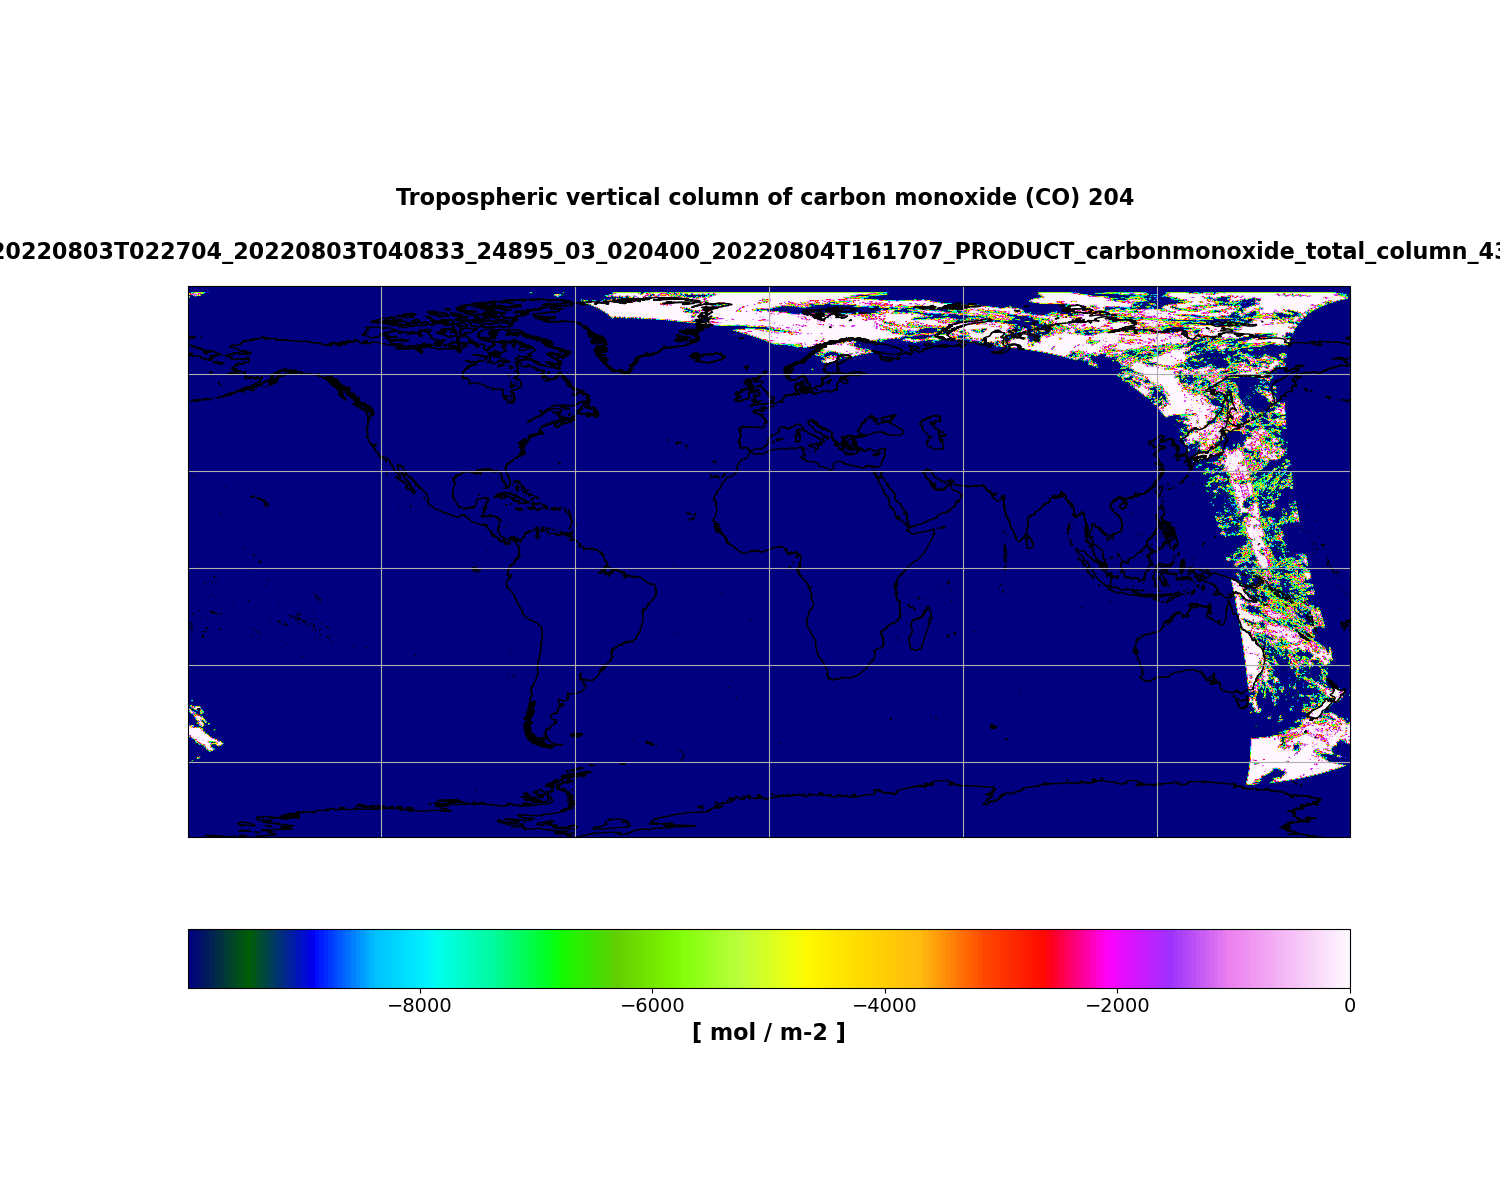 Tropospheric vertical column of carbon monoxide (CO) 204
20220803T022704_20220803T040833_24895_03_020400_20220804T161707_PRODUCT_carbonmonoxide_total_column_43
−8000 −6000 −4000 −2000 0
[ mol / m-2 ]